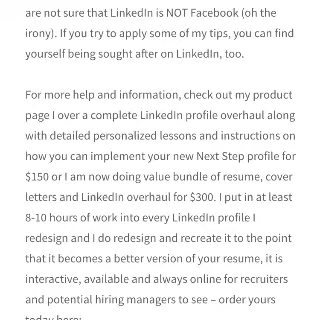 are not sure that LinkedIn is NOT Facebook (oh the
irony). If you try to apply some of my tips, you can find
yourself being sought after on LinkedIn, too.
For more help and information, check out my product
page I over a complete LinkedIn profile overhaul along
with detailed personalized lessons and instructions on
how you can implement your new Next Step profile for
$150 or I am now doing value bundle of resume, cover
letters and LinkedIn overhaul for $300. I put in at least
8-10 hours of work into every LinkedIn profile I
redesign and I do redesign and recreate it to the point
that it becomes a better version of your resume, it is
interactive, available and always online for recruiters
and potential hiring managers to see – order yours
today here: